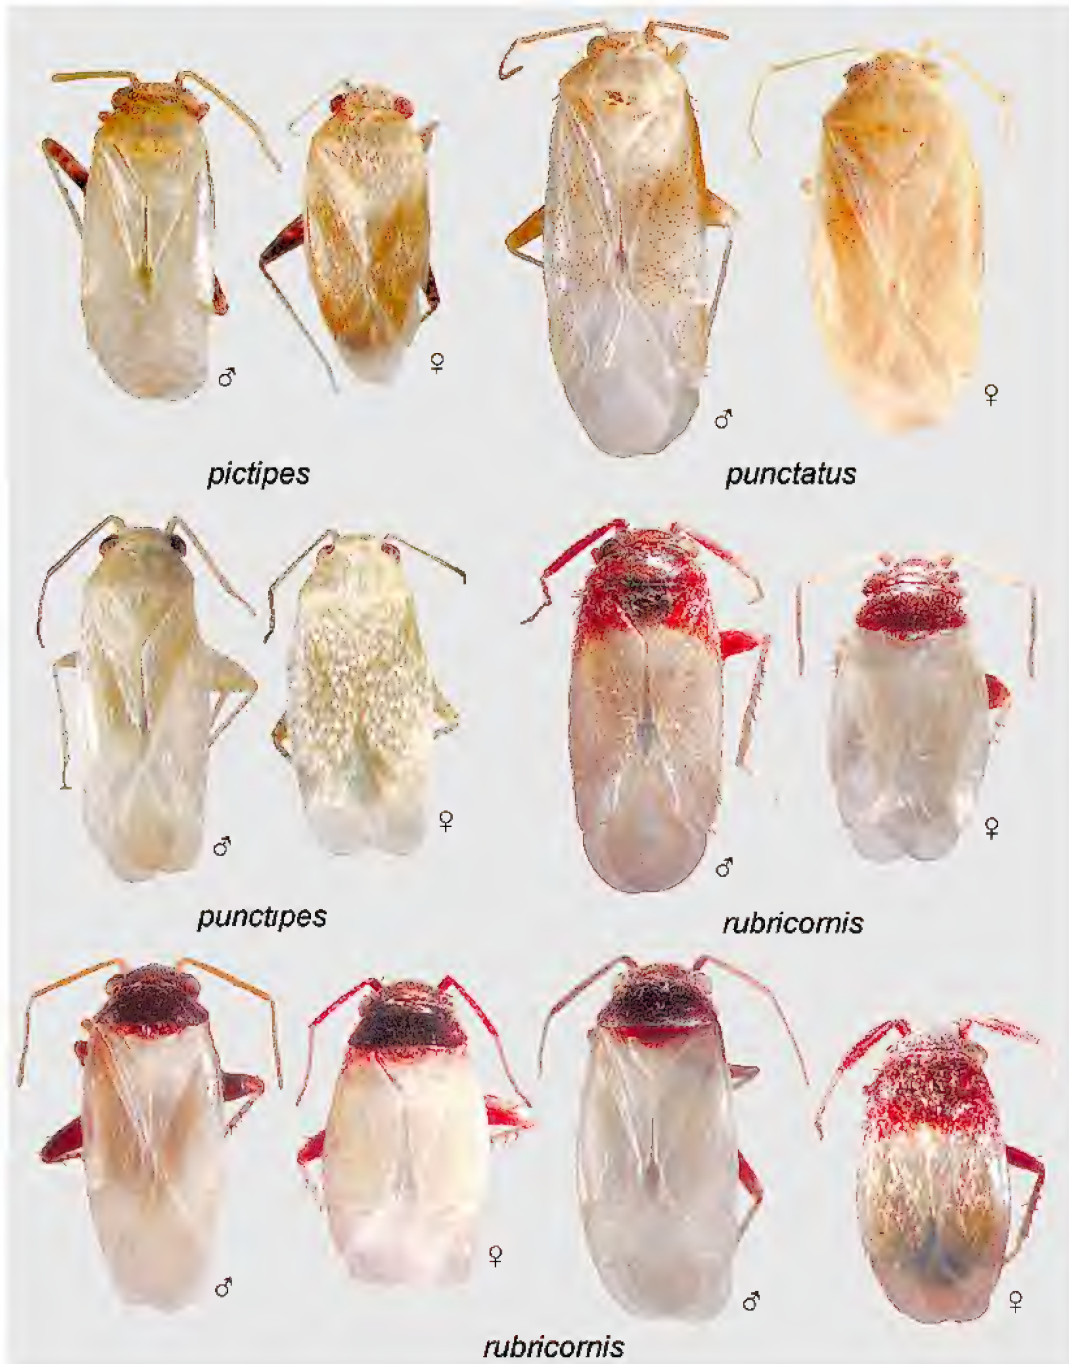 ♂ ♀ ♂ ♀
pictipes punctatus
♂ ♀ ♂ ♀
punctipes rubricornis
♂ ♀ ♂ ♀
rubricornis